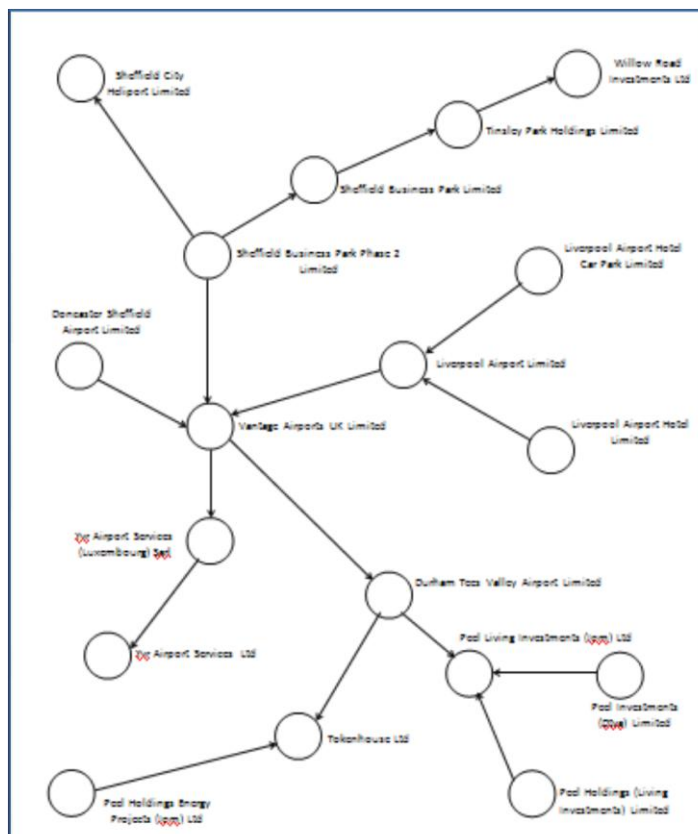 Sheffield City
Heliport Limited
Willow Road
Investments Ltd
Tinsley Park Holdings Limited
Sheffield Business Park Limited
Sheffield Business Park Phase 2
Limited
Liverpool Airport Hotel
Car Park Limited
Doncaster Sheffield
Airport Limited
Liverpool Airport Limited
Vantage Airports UK Limited
Liverpool Airport Hotel
Limited
Airport Services
(Luxembourg) Sarl
Durham Tees Valley Airport Limited
Peel Living Investments (iom) Ltd
Airport Services Ltd
Peel Investments
Limited
Tokenhouse Ltd
Peel Holdings Energy
Projects (iom) Ltd
Peel Holdings (Living
Investments) Limited